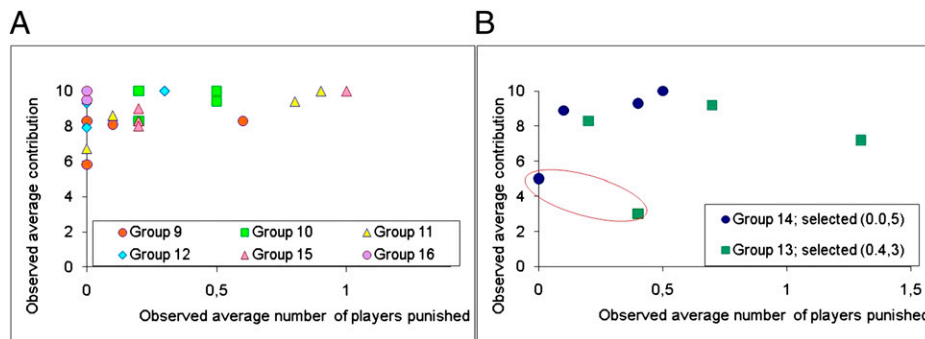 A
Observed average contribution
10
8
6
4
2
0
Group 9 Group 10 Group 11
Group 12 Group 15 Group 16
0 0,5 1
Observed average number of players punished
B
Observed average contribution
10
8
6
4
2
0
Group 14; selected (0.0,5)
Group 13; selected (0.4,3)
0 0,5 1 1,5
Observed average number of players punished